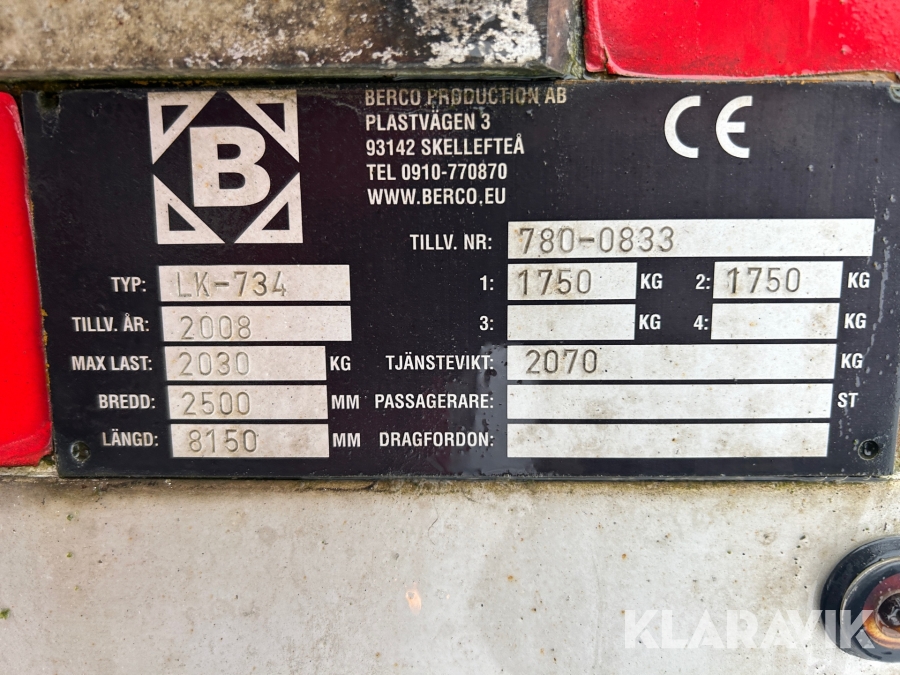 B
BERCO PRODUCTION AB
PLASTVÄGEN 3
93142 SKELLEFTEÅ
TEL 0910-770870
WWW.BERCO.EU
CE
TILLV. NR: 780-0833
TYP: LK-734
1: 1750 KG 2: 1750 KG
TILLV. ÅR: 2008
3: KG 4: KG
MAX LAST: 2030 KG
TJÄNSTEVIKT: 2070 KG
BREDD: 2500 MM
PASSAGERARE: ST
LÄNGD: 8150 MM
DRAGFORDON:
KLARAVIK